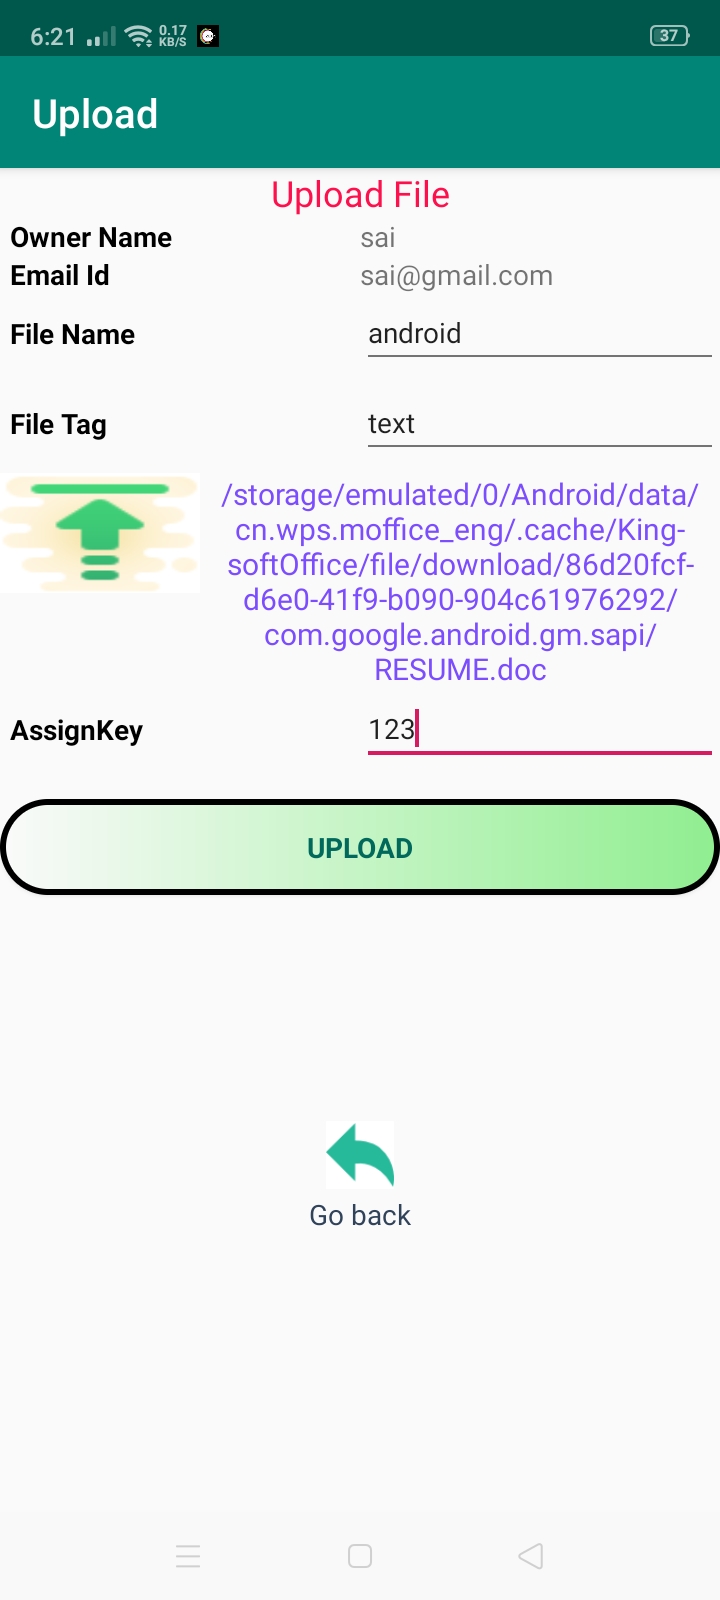 6:21 0.17 KB/S 37
Upload
Upload File
Owner Name sai
Email Id sai@gmail.com
File Name android
File Tag text
/storage/emulated/0/Android/data/
cn.wps.moffice_eng/.cache/King-
softOffice/file/download/86d20fcf-
d6e0-41f9-b090-904c61976292/
com.google.android.gm.sapi/
RESUME.doc
AssignKey 123
UPLOAD
Go back